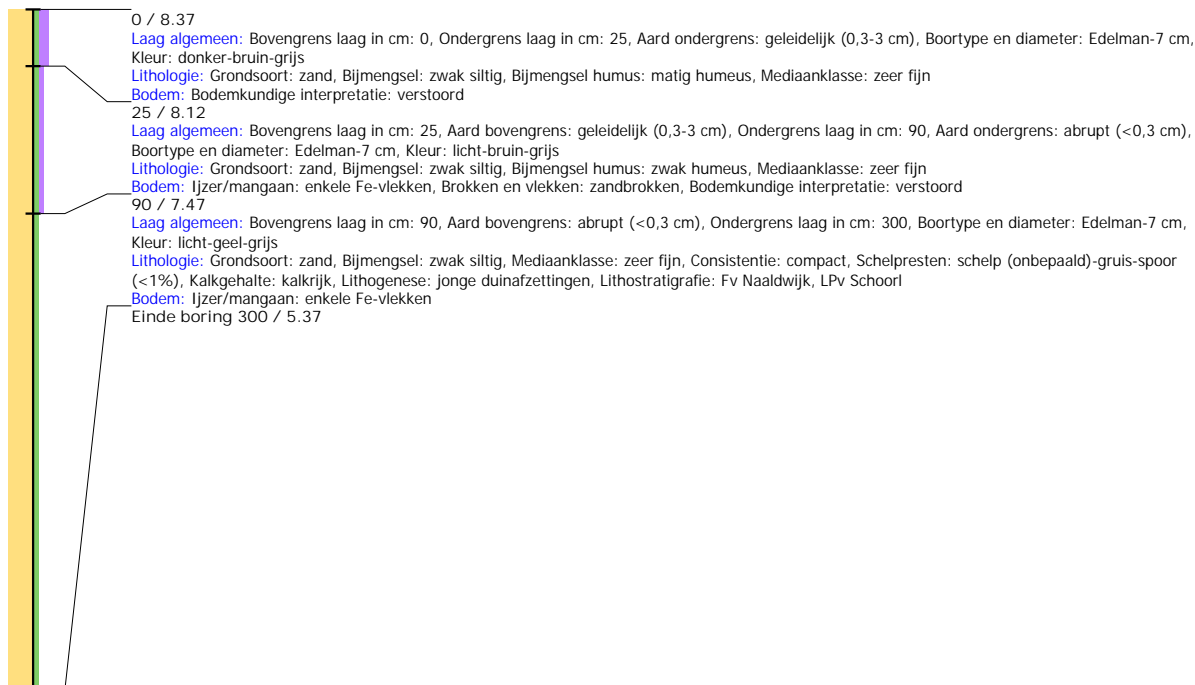 0 / 8.37
Laag algemeen: Bovengrens laag in cm: 0, Ondergrens laag in cm: 25, Aard ondergrens: geleidelijk (0,3-3 cm), Boortype en diameter: Edelman-7 cm,
Kleur: donker-bruin-grijs
Lithologie: Grondsoort: zand, Bijmengsel: zwak siltig, Bijmengsel humus: matig humeus, Mediaanklasse: zeer fijn
Bodem: Bodemkundige interpretatie: verstoord
25 / 8.12
Laag algemeen: Bovengrens laag in cm: 25, Aard bovengrens: geleidelijk (0,3-3 cm), Ondergrens laag in cm: 90, Aard ondergrens: abrupt (<0,3 cm),
Boortype en diameter: Edelman-7 cm, Kleur: licht-bruin-grijs
Lithologie: Grondsoort: zand, Bijmengsel: zwak siltig, Bijmengsel humus: zwak humeus, Mediaanklasse: zeer fijn
Bodem: Ijzer/mangaan: enkele Fe-vlekken, Brokken en vlekken: zandbrokken, Bodemkundige interpretatie: verstoord
90 / 7.47
Laag algemeen: Bovengrens laag in cm: 90, Aard bovengrens: abrupt (<0,3 cm), Ondergrens laag in cm: 300, Boortype en diameter: Edelman-7 cm,
Kleur: licht-geel-grijs
Lithologie: Grondsoort: zand, Bijmengsel: zwak siltig, Mediaanklasse: zeer fijn, Consistentie: compact, Schelpresten: schelp (onbepaald)-gruis-spoor
(<1%), Kalkgehalte: kalkrijk, Lithogenese: jonge duinafzettingen, Lithostratigrafie: Fv Naaldwijk, LPv Schoorl
Bodem: Ijzer/mangaan: enkele Fe-vlekken
Einde boring 300 / 5.37